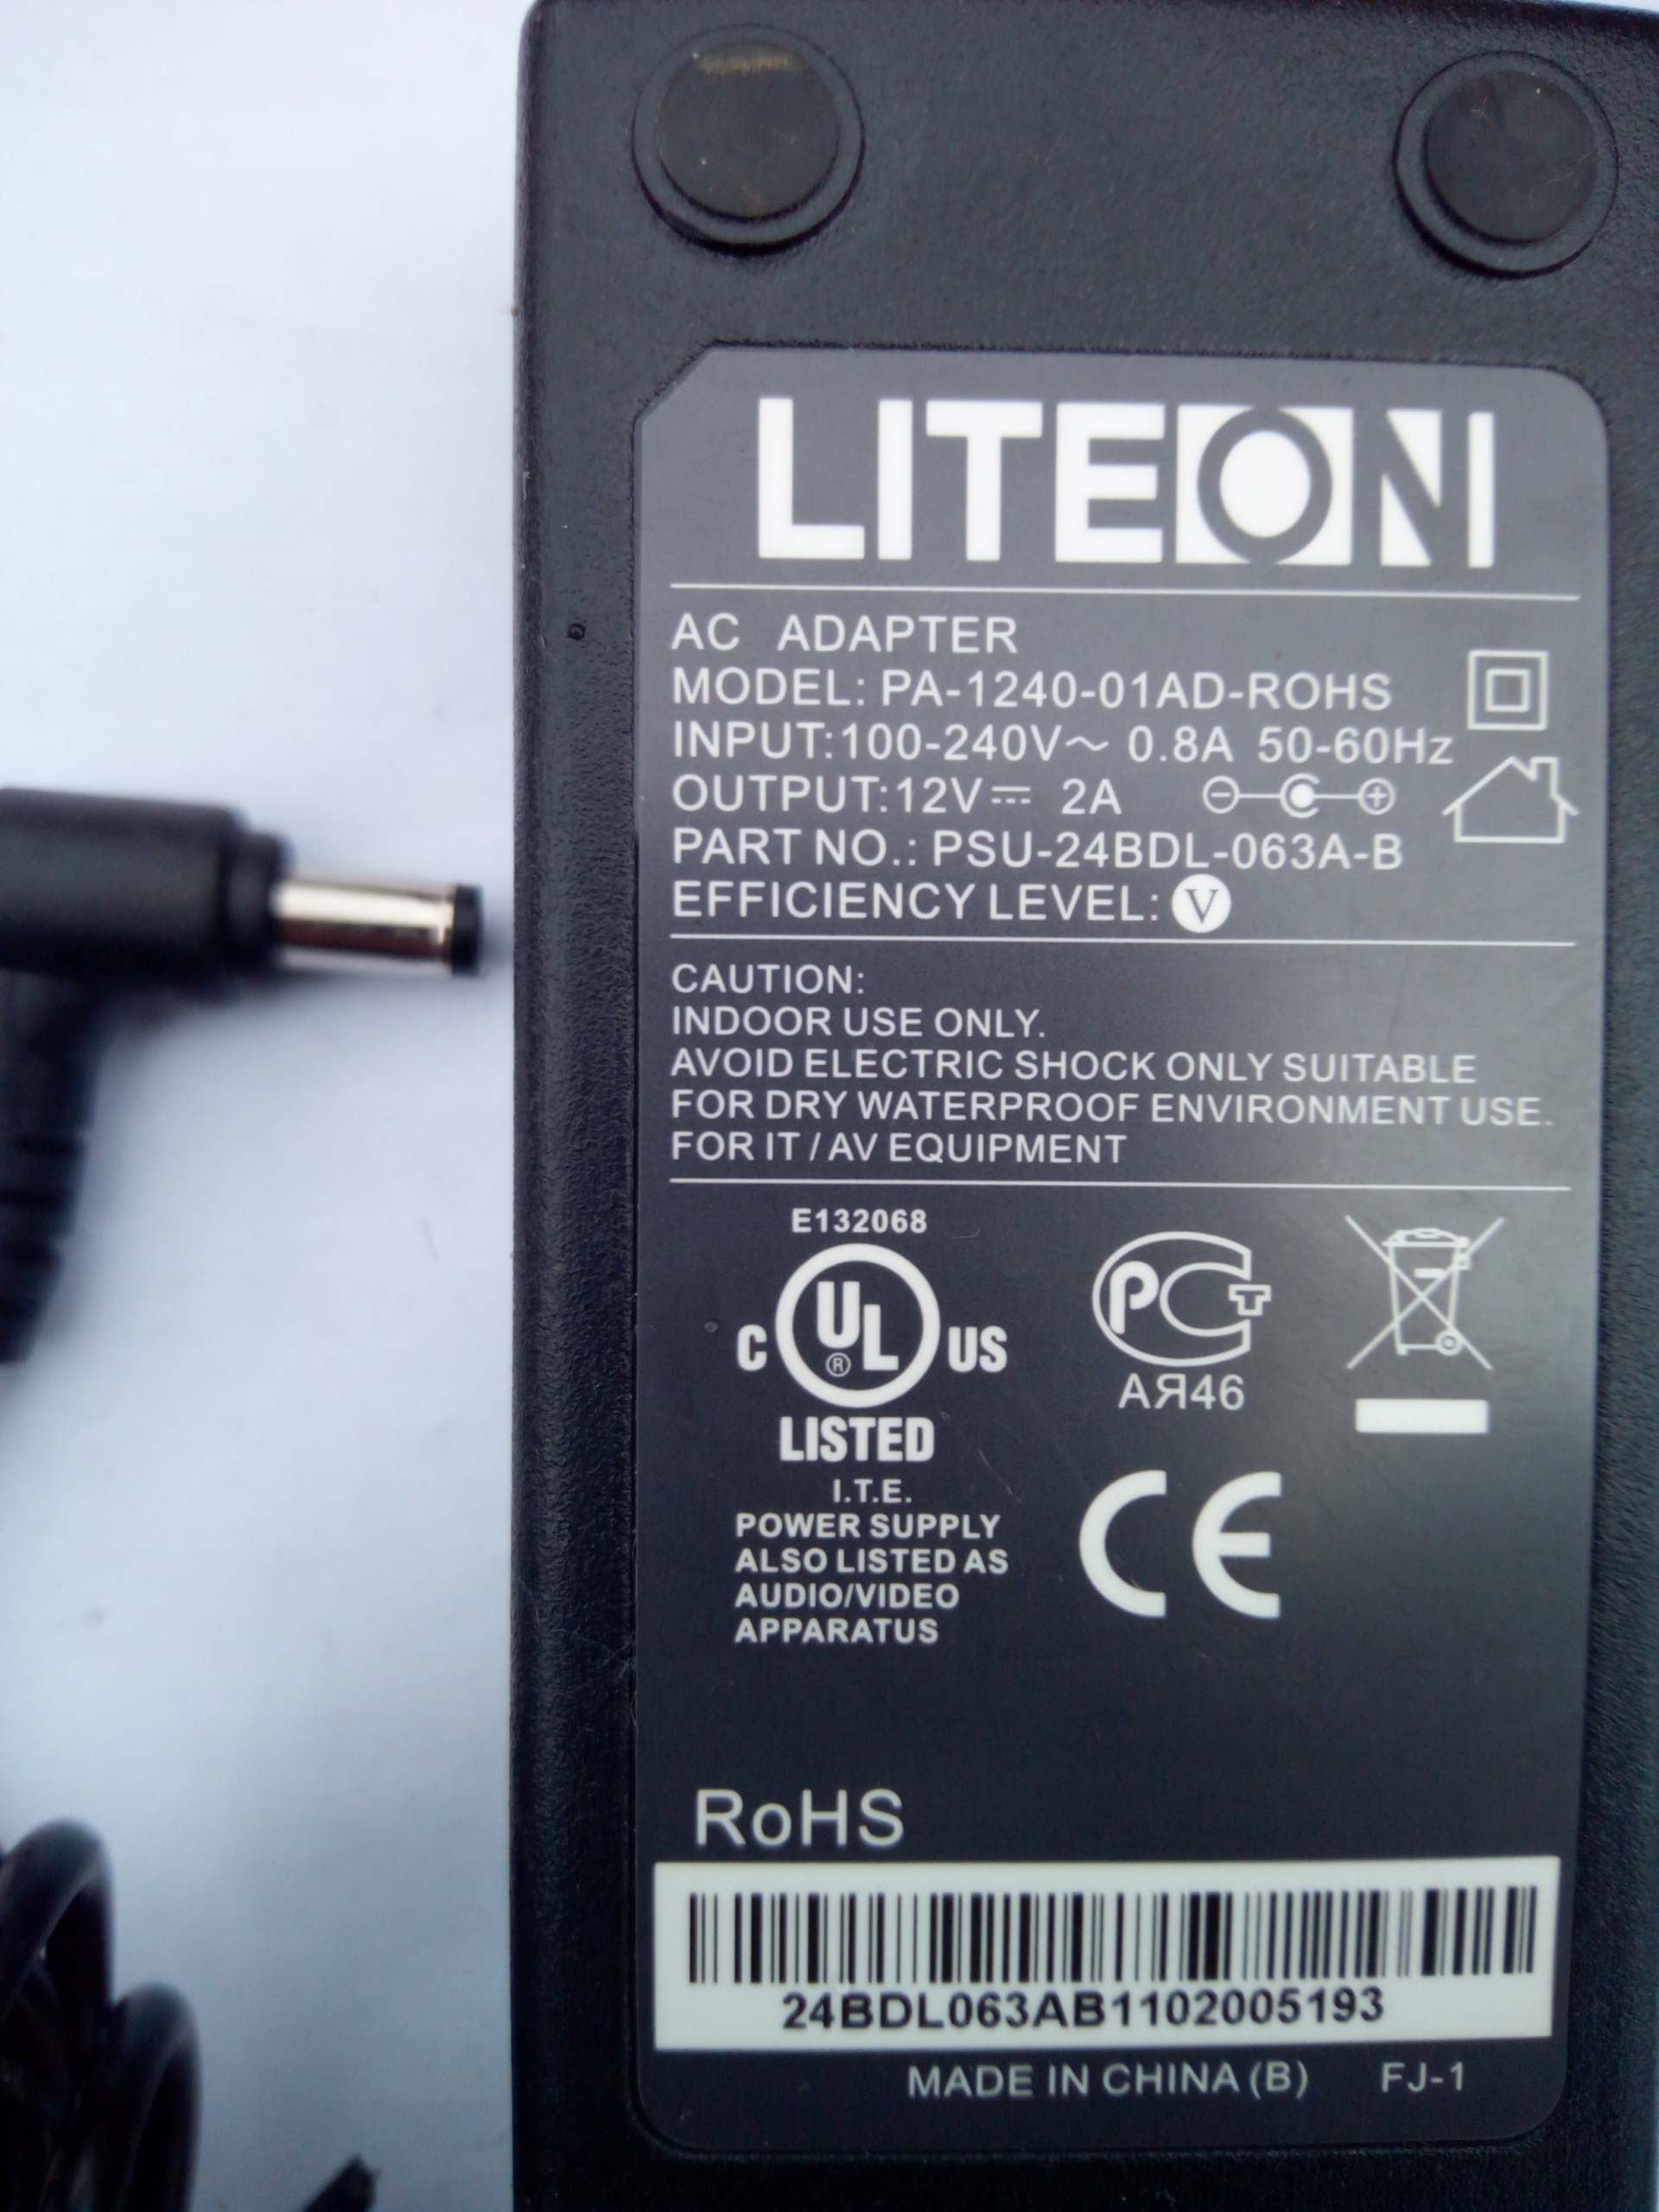 LITEON
AC ADAPTER
MODEL: PA-1240-01AD-ROHS
INPUT:100-240V~ 0.8A 50-60Hz
OUTPUT:12V⎓ 2A
PART NO.: PSU-24BDL-063A-B
EFFICIENCY LEVEL: V
CAUTION:
INDOOR USE ONLY.
AVOID ELECTRIC SHOCK ONLY SUITABLE
FOR DRY WATERPROOF ENVIRONMENT USE.
FOR IT / AV EQUIPMENT
E132068
C UL ® US
LISTED
I.T.E.
POWER SUPPLY
ALSO LISTED AS
AUDIO/VIDEO
APPARATUS
РСТ
АЯ46
CE
RoHS
24BDL063AB1102005193
MADE IN CHINA (B) FJ-1